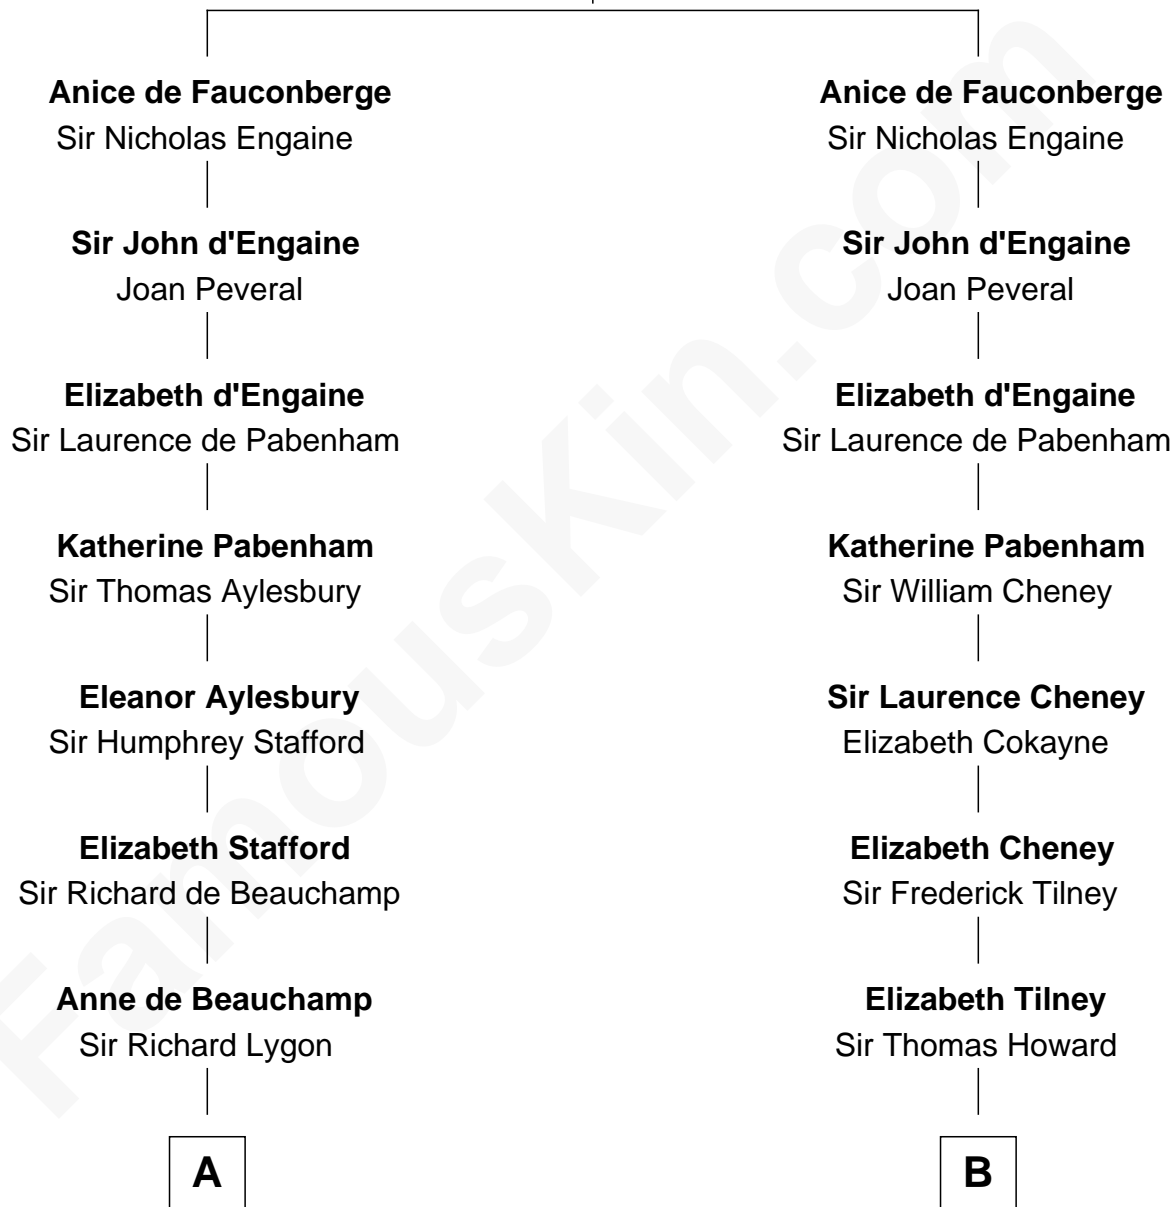 Anice de Fauconberge
Sir Nicholas Engaine
Sir John d'Engaine
Joan Peveral
Elizabeth d'Engaine
Sir Laurence de Pabenham
Katherine Pabenham
Sir Thomas Aylesbury
Eleanor Aylesbury
Sir Humphrey Stafford
Elizabeth Stafford
Sir Richard de Beauchamp
Anne de Beauchamp
Sir Richard Lygon
A
Anice de Fauconberge
Sir Nicholas Engaine
Sir John d'Engaine
Joan Peveral
Elizabeth d'Engaine
Sir Laurence de Pabenham
Katherine Pabenham
Sir William Cheney
Sir Laurence Cheney
Elizabeth Cokayne
Elizabeth Cheney
Sir Frederick Tilney
Elizabeth Tilney
Sir Thomas Howard
B
FamousKin.com